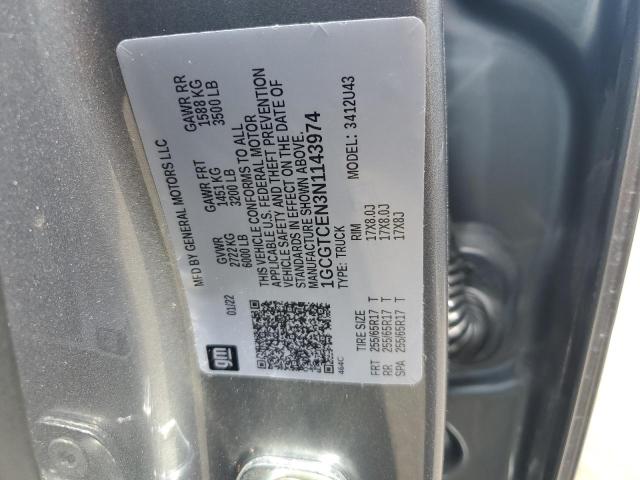 MFD BY GENERAL MOTORS LLC
01/22
GVWR GAWR FRT GAWR RR
2722 KG 1451 KG 1588 KG
6000 LB 3200 LB 3500 LB
THIS VEHICLE CONFORMS TO ALL
APPLICABLE U.S. FEDERAL MOTOR
VEHICLE SAFETY AND THEFT PREVENTION
STANDARDS IN EFFECT ON THE DATE OF
MANUFACTURE SHOWN ABOVE.
1GCGTCEN3N1143974
TYPE: TRUCK 3412U43
gm
464C
TIRE SIZE RIM
FRT 255/65R17 T 17X8.0J
RR 255/65R17 T 17X8.0J
SPA 255/65R17 T 17X8J